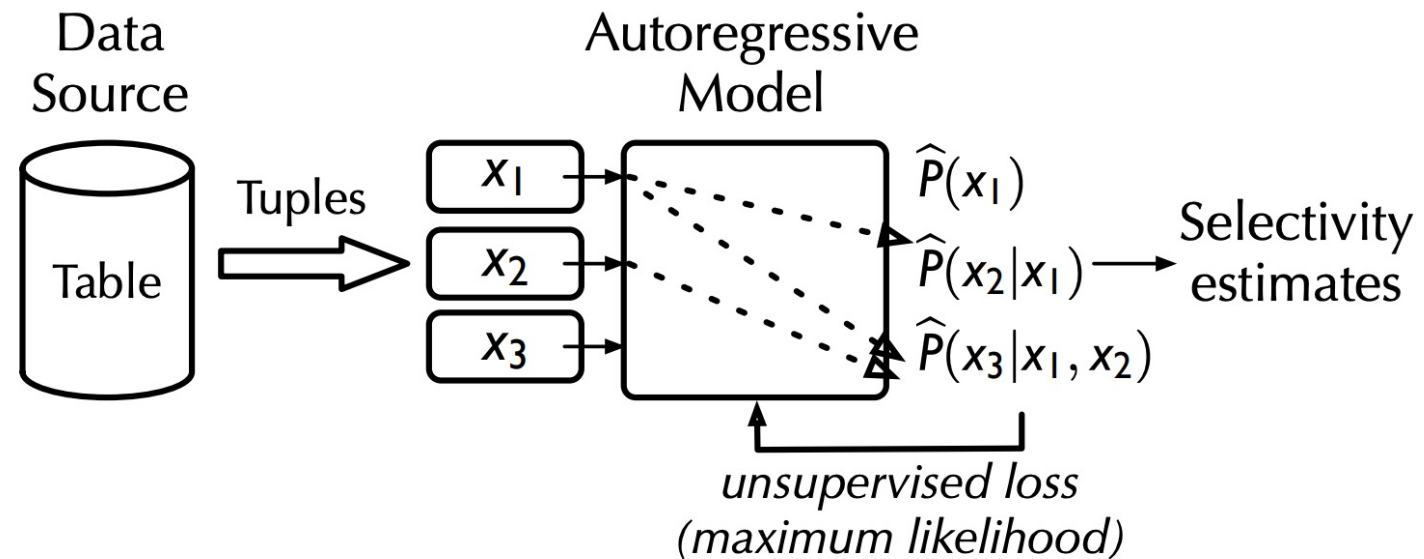 Data
Source
Autoregressive
Model
Table
Tuples
x₁
x₂
x₃
P̂(x₁)
P̂(x₂|x₁)
P̂(x₃|x₁, x₂)
Selectivity
estimates
unsupervised loss
(maximum likelihood)